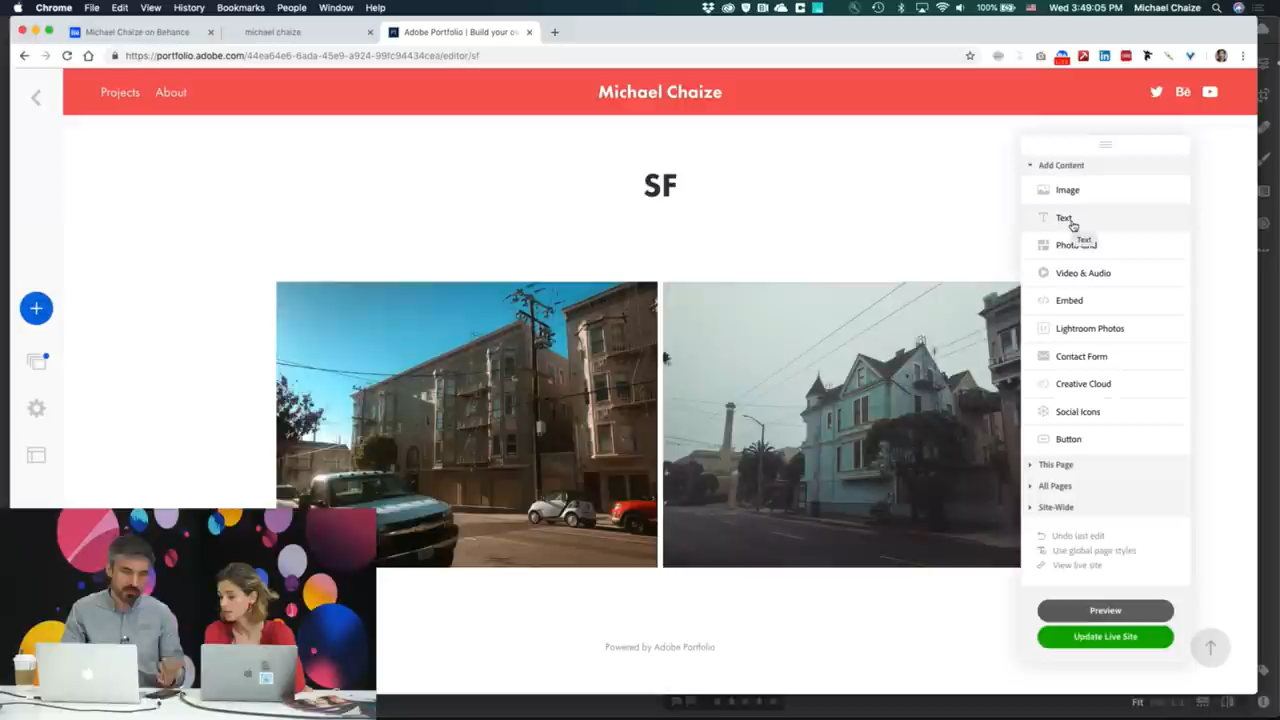 Chrome File Edit View History Bookmarks People Window Help 100% Wed 3:49:05 PM Michael Chaize
Michael Chaize on Behance michael chaize Adobe Portfolio | Build your ow
https://portfolio.adobe.com/44ea64e6-6ada-45e9-a924-99fc94434cea/editor/sf
Projects About Michael Chaize Bē
SF
Add Content
Image
Text
Text
Video & Audio
Embed
Lightroom Photos
Contact Form
Creative Cloud
Social Icons
Button
This Page
All Pages
Site-Wide
Undo last edit
Use global page styles
View live site
Preview
Update Live Site
Powered by Adobe Portfolio
Fit